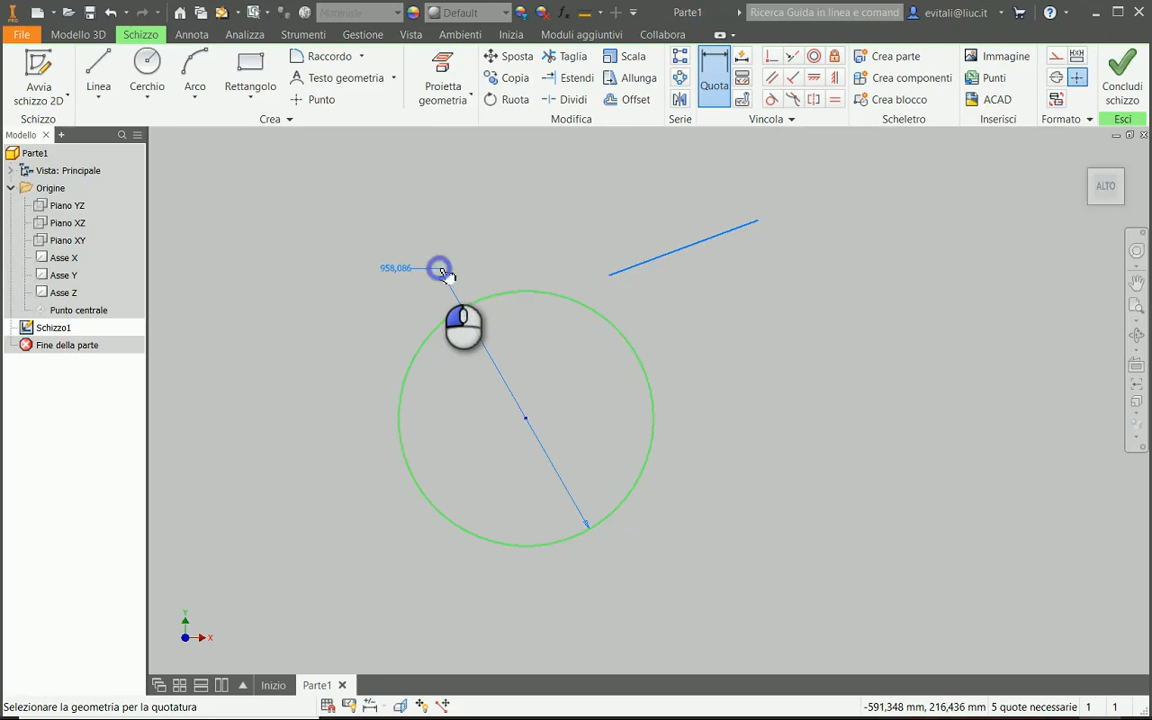 PRO
Materiale
Default
Parte1
Ricerca Guida in linea e comand
evitali@liuc.it
File
Modello 3D
Schizzo
Annota
Analizza
Strumenti
Gestione
Vista
Ambienti
Inizia
Moduli aggiuntivi
Collabora
Avvia
schizzo 2D
Linea
Cerchio
Arco
Rettangolo
Raccordo
Testo geometria
Punto
Proietta
geometria
Sposta
Copia
Ruota
Taglia
Estendi
Dividi
Scala
Allunga
Offset
Quota
Crea parte
Crea componenti
Crea blocco
Immagine
Punti
ACAD
Concludi
schizzo
Schizzo
Crea
Modifica
Serie
Vincola
Scheletro
Inserisci
Formato
Esci
Modello
Parte1
Vista: Principale
Origine
Piano YZ
Piano XZ
Piano XY
Asse X
Asse Y
Asse Z
Punto centrale
Schizzo1
Fine della parte
ALTO
958,086
Y
X
Inizio
Parte1
Selezionare la geometria per la quotatura
-591,348 mm, 216,436 mm
5 quote necessarie
1
1